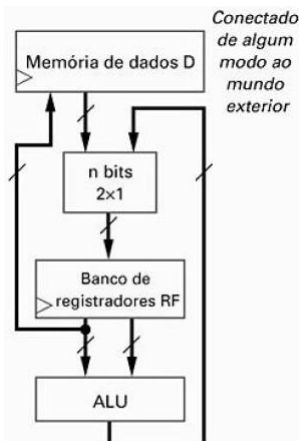 Conectado
de algum
modo ao
mundo
exterior
Memória de dados D
n bits
2×1
Banco de
registradores RF
ALU